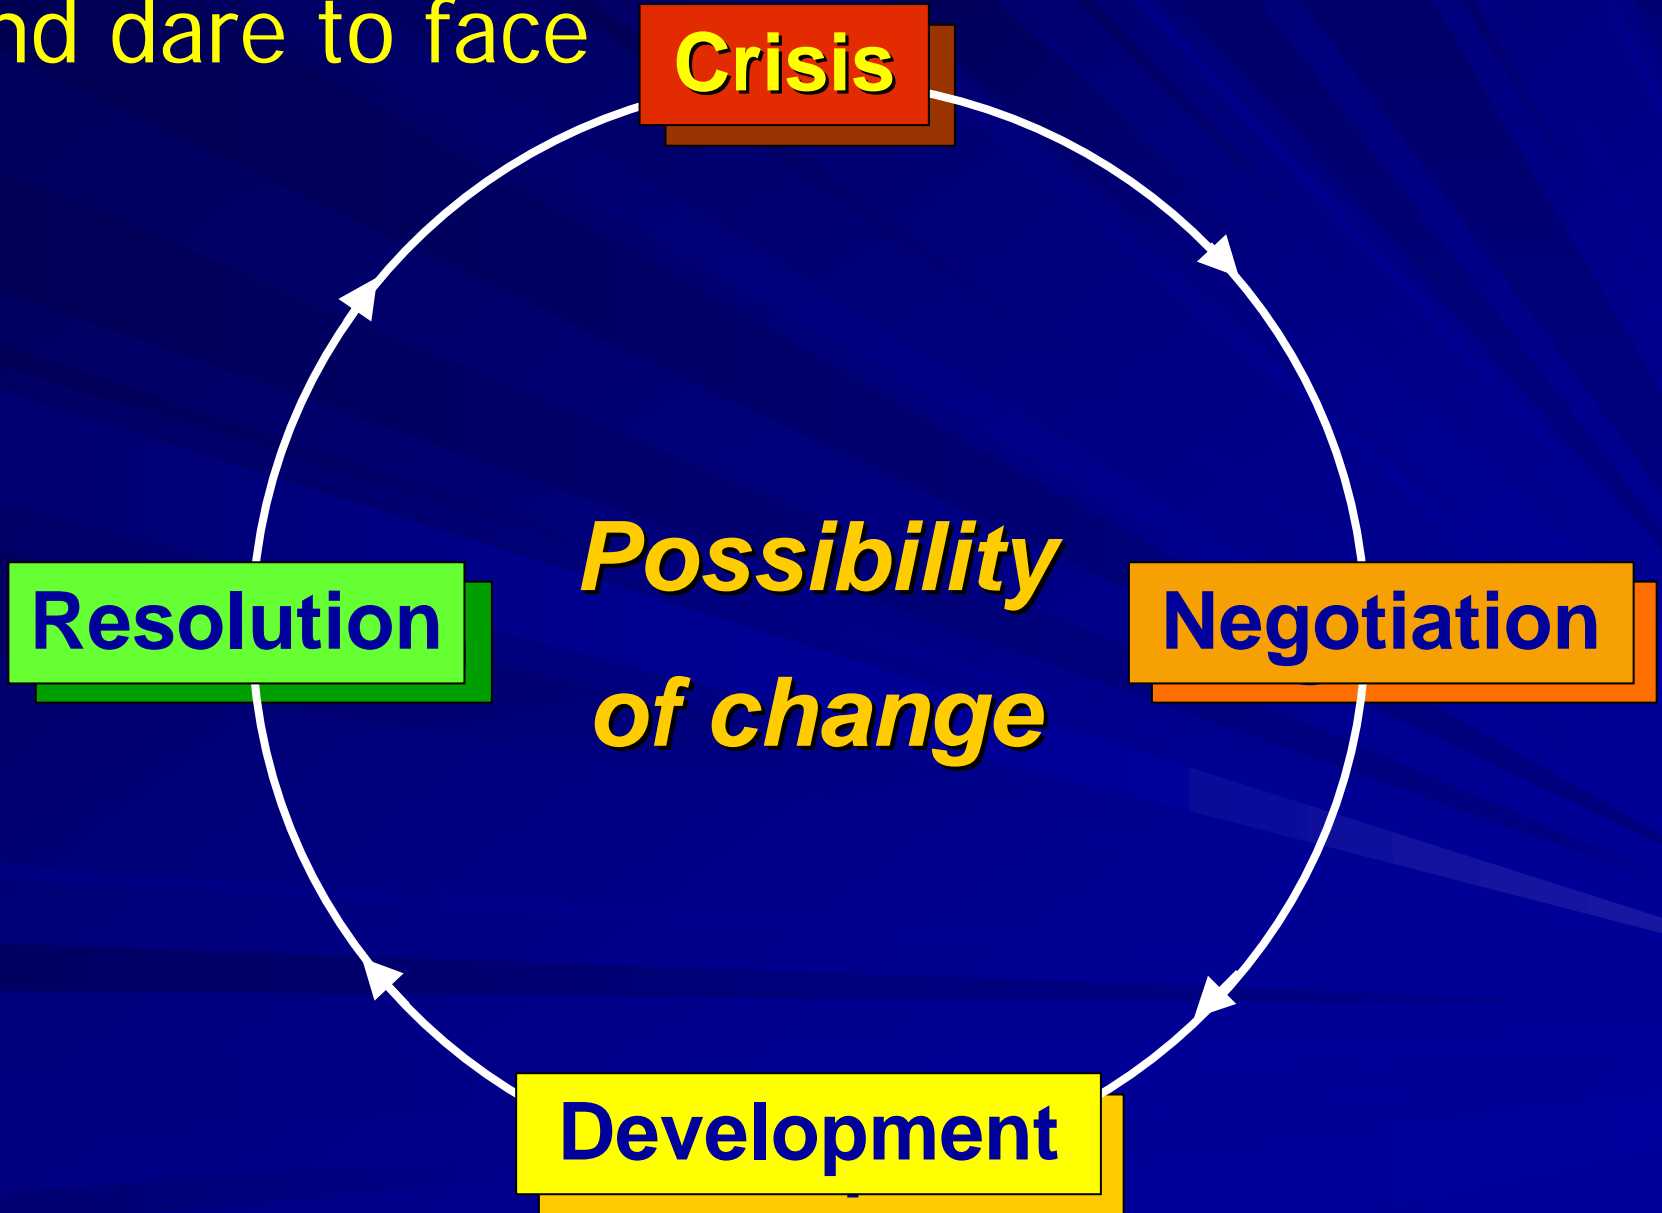 nd dare to face
Crisis
Possibility
Resolution
Negotiation
of change
Development